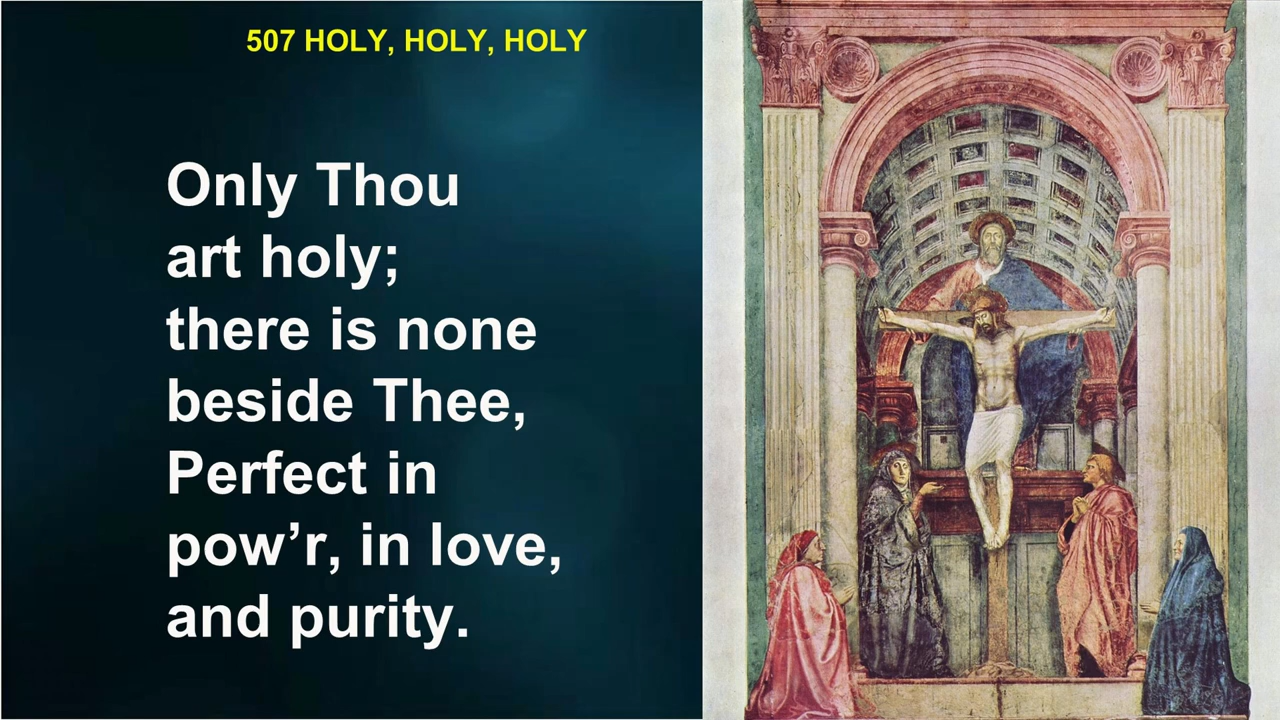 507 HOLY, HOLY, HOLY
Only Thou
art holy;
there is none
beside Thee,
Perfect in
pow’r, in love,
and purity.